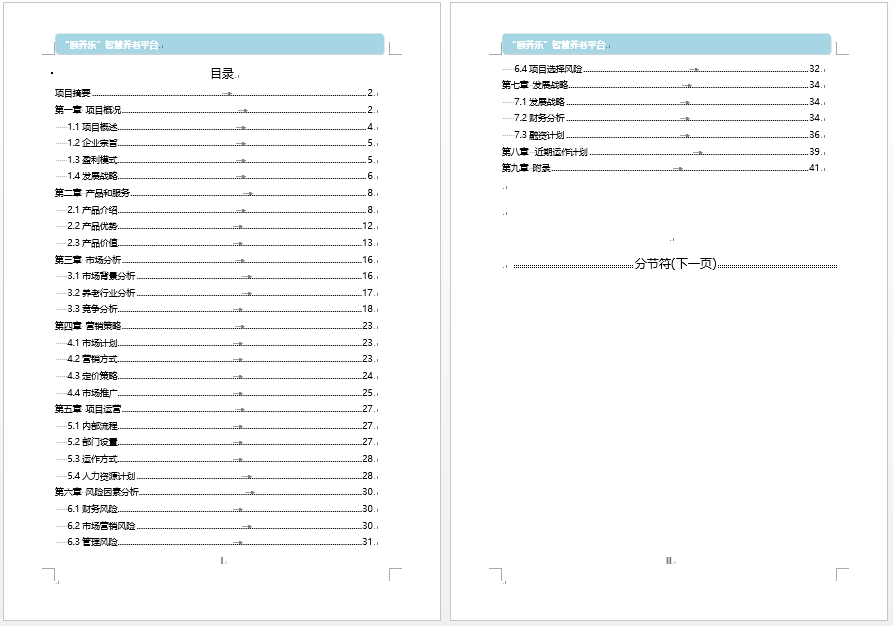 “颐养乐”智慧养老平台
目录
项目摘要 2
第一章 项目概况 2
1.1 项目概述 4
1.2 企业宗旨 5
1.3 盈利模式 5
1.4 发展战略 6
第二章 产品和服务 8
2.1 产品介绍 8
2.2 产品优势 12
2.3 产品价值 13
第三章 市场分析 16
3.1 市场背景分析 16
3.2 养老行业分析 17
3.3 竞争分析 18
第四章 营销策略 23
4.1 市场计划 23
4.2 营销方式 23
4.3 定价策略 24
4.4 市场推广 25
第五章 项目运营 27
5.1 内部流程 27
5.2 部门设置 27
5.3 运作方式 28
5.4 人力资源计划 28
第六章 风险因素分析 30
6.1 财务风险 30
6.2 市场营销风险 30
6.3 管理风险 31
I
“颐养乐”智慧养老平台
6.4 项目选择风险 32
第七章 发展战略 34
7.1 发展战略 34
7.2 财务分析 34
7.3 融资计划 36
第八章 近期运作计划 39
第九章 附录 41
分节符(下一页)
II